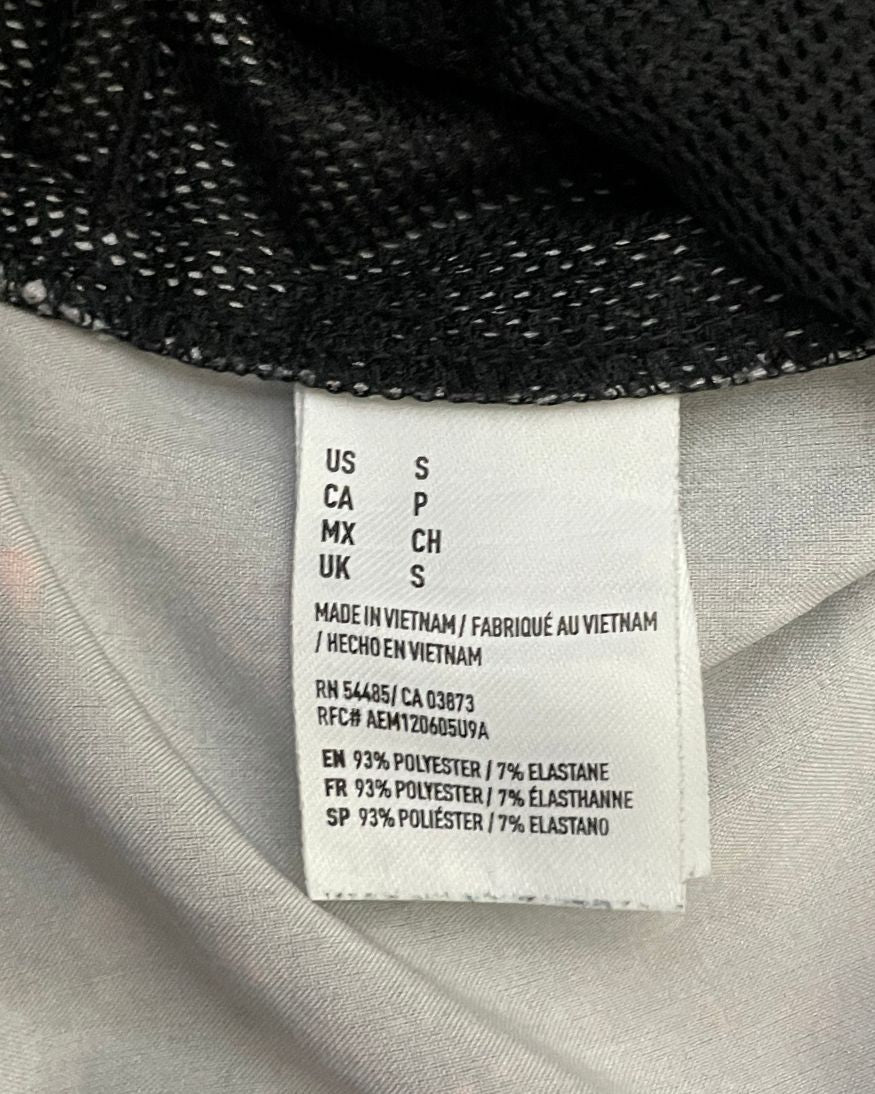 US S
CA P
MX CH
UK S
MADE IN VIETNAM / FABRIQUÉ AU VIETNAM
/ HECHO EN VIETNAM
RN 54485/ CA 03873
RFC# AEM120605U9A
EN 93% POLYESTER / 7% ELASTANE
FR 93% POLYESTER / 7% ÉLASTHANNE
SP 93% POLIÉSTER / 7% ELASTANO